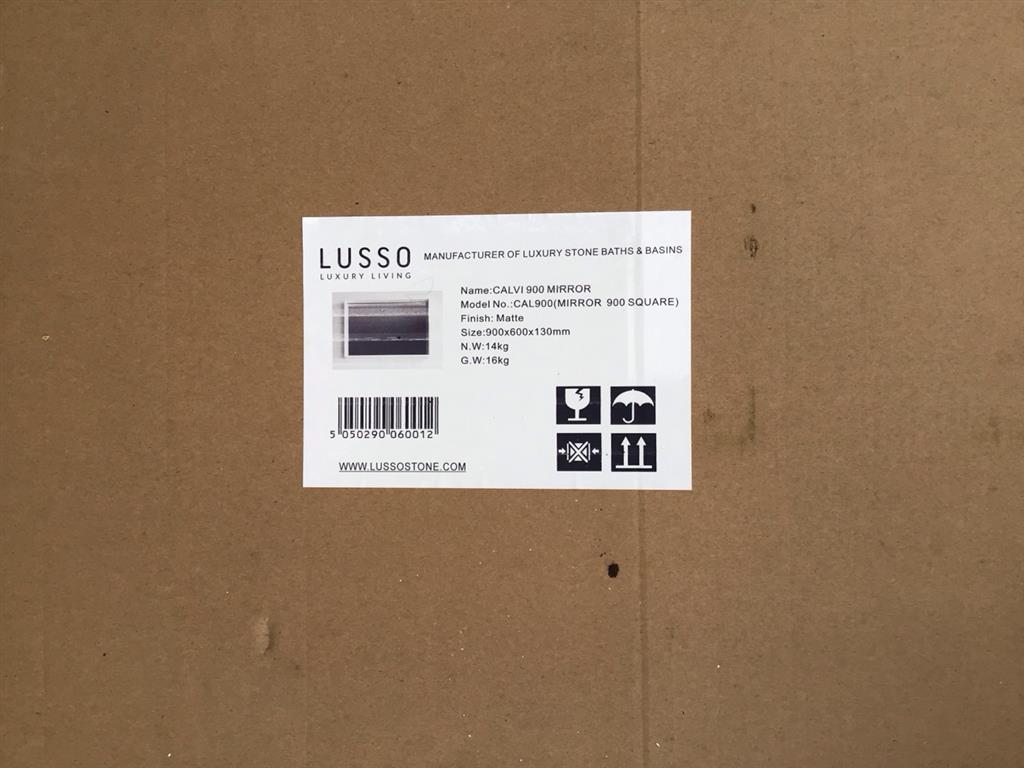 LUSSO
LUXURY LIVING
MANUFACTURER OF LUXURY STONE BATHS & BASINS
Name:CALVI 900 MIRROR
Model No.:CAL900(MIRROR 900 SQUARE)
Finish: Matte
Size:900x600x130mm
N.W:14kg
G.W:16kg
5 050290 060012
WWW.LUSSOSTONE.COM